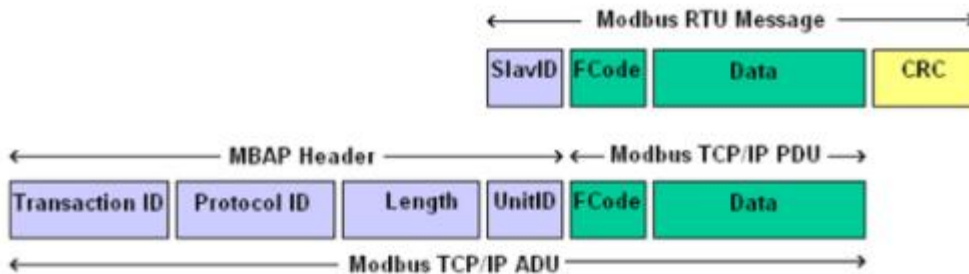 Modbus RTU Message
SlavID FCode Data CRC
MBAP Header Modbus TCP/IP PDU
Transaction ID Protocol ID Length UnitID FCode Data
Modbus TCP/IP ADU